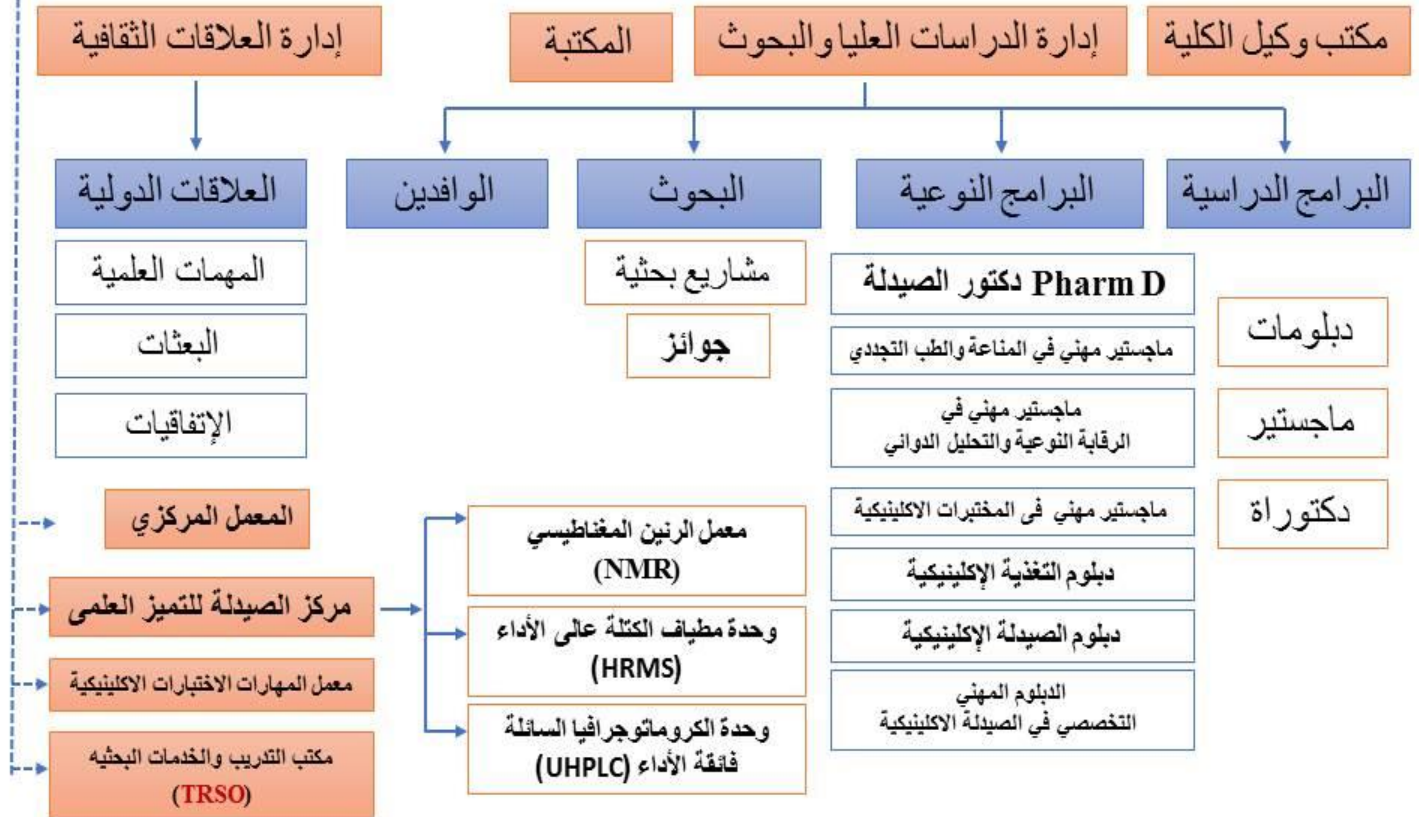 مكتب وكيل الكلية
إدارة الدراسات العليا والبحوث
المكتبة
إدارة العلاقات الثقافية
البرامج الدراسية
دبلومات
ماجستير
دكتوراة
البرامج النوعية
Pharm D دكتور الصيدلة
ماجستير مهني في المناعة والطب التجددي
ماجستير مهني في
الرقابة النوعية والتحليل الدوائي
ماجستير مهني فى المختبرات الاكلينيكية
دبلوم التغذية الإكلينيكية
دبلوم الصيدلة الإكلينيكية
الدبلوم المهني
التخصصي في الصيدلة الاكلينيكية
البحوث
مشاريع بحثية
جوائز
الوافدين
العلاقات الدولية
المهمات العلمية
البعثات
الإتفاقيات
المعمل المركزي
مركز الصيدلة للتميز العلمى
معمل الرنين المغناطيسي
(NMR)
وحدة مطياف الكتلة عالى الأداء
(HRMS)
وحدة الكروماتوجرافيا السائلة
فائقة الأداء (UHPLC)
معمل المهارات الاختبارات الاكلينيكية
مكتب التدريب والخدمات البحثيه
(TRSO)